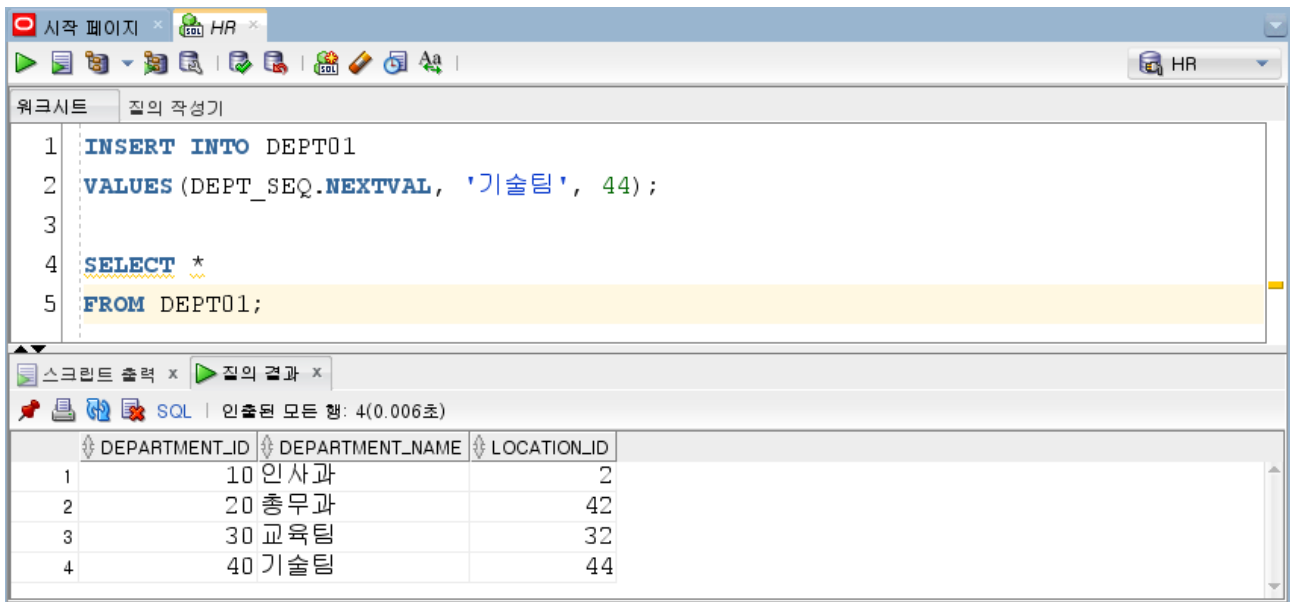 시작 페이지 × HR ×
HR
워크시트 질의 작성기
1 INSERT INTO DEPT01
2 VALUES(DEPT_SEQ.NEXTVAL, '기술팀', 44);
3
4 SELECT *
5 FROM DEPT01;
스크립트 출력 x 질의 결과 x
SQL | 인출된 모든 행: 4(0.006초)
DEPARTMENT_ID DEPARTMENT_NAME LOCATION_ID
1 10 인사과 2
2 20 총무과 42
3 30 교육팀 32
4 40 기술팀 44